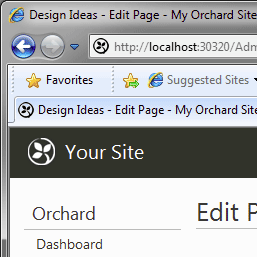 Design Ideas - Edit Page - My Orchard Site
http://localhost:30320/Adm
Favorites Suggested Sites
Design Ideas - Edit Page - My Orchard Site
Your Site
Orchard
Edit P
Dashboard